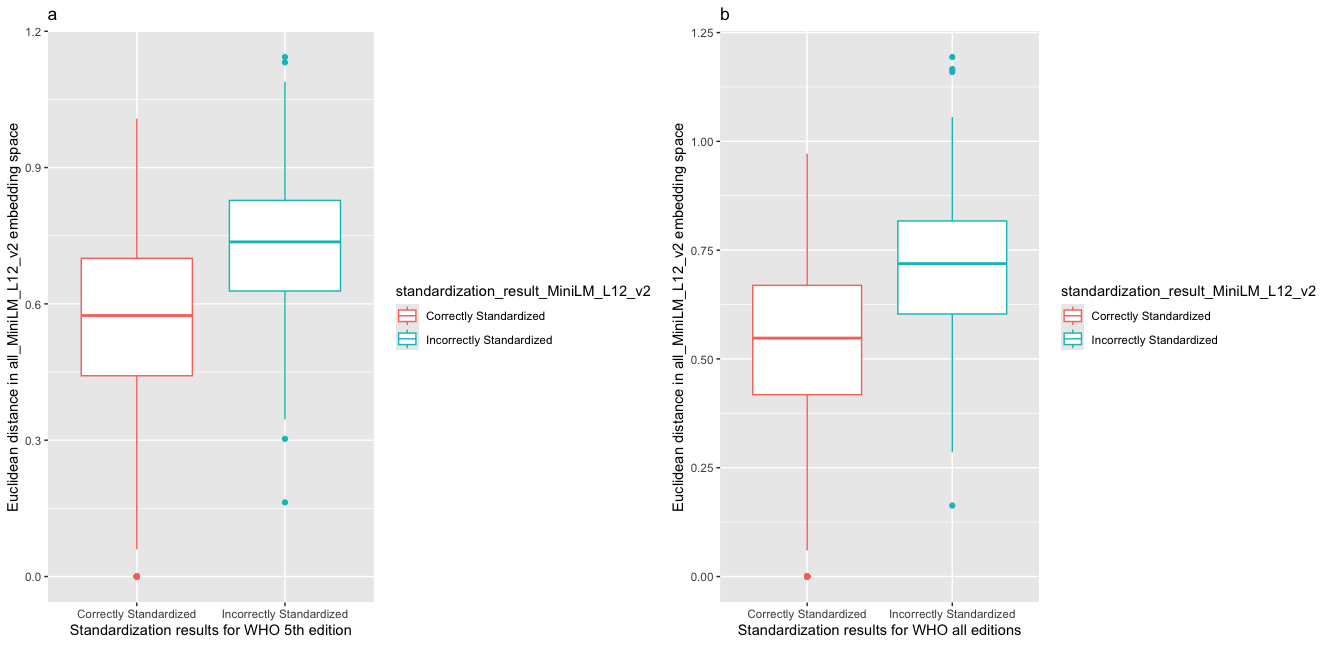 a
Euclidean distance in all_MiniLM_L12_v2 embedding space
1.2
0.9
0.6
0.3
0.0
Correctly Standardized
Incorrectly Standardized
Standardization results for WHO 5th edition
standardization_result_MiniLM_L12_v2
Correctly Standardized
Incorrectly Standardized
b
Euclidean distance in all_MiniLM_L12_v2 embedding space
1.25
1.00
0.75
0.50
0.25
0.00
Correctly Standardized
Incorrectly Standardized
Standardization results for WHO all editions
standardization_result_MiniLM_L12_v2
Correctly Standardized
Incorrectly Standardized